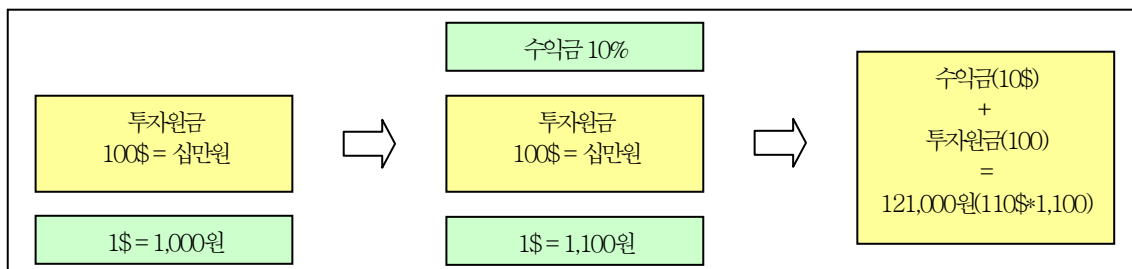 투자원금
100$ = 십만원
1$ = 1,000원
수익금 10%
투자원금
100$ = 십만원
1$ = 1,100원
수익금(10$)
+
투자원금(100)
=
121,000원(110$*1,100)